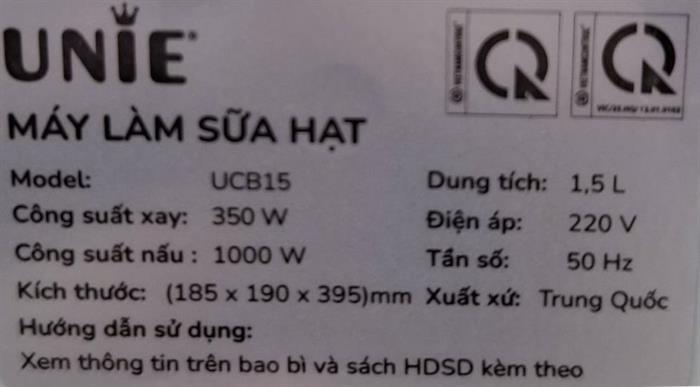 UNIE
MÁY LÀM SỮA HẠT
Model: UCB15 Dung tích: 1,5 L
Công suất xay: 350 W Điện áp: 220 V
Công suất nấu : 1000 W Tần số: 50 Hz
Kích thước: (185 x 190 x 395)mm Xuất xứ: Trung Quốc
Hướng dẫn sử dụng:
Xem thông tin trên bao bì và sách HDSD kèm theo